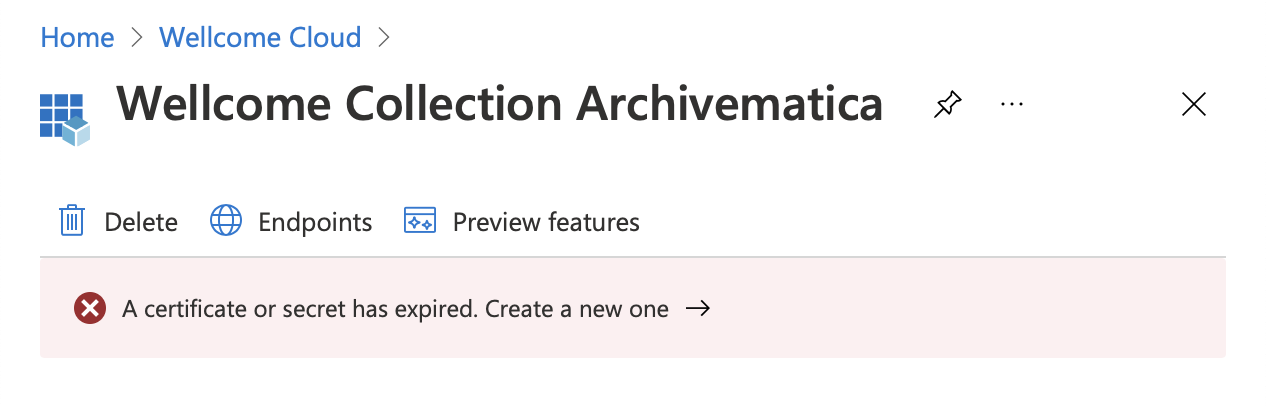 Home > Wellcome Cloud >
Wellcome Collection Archivematica ...
Delete Endpoints Preview features
A certificate or secret has expired. Create a new one →